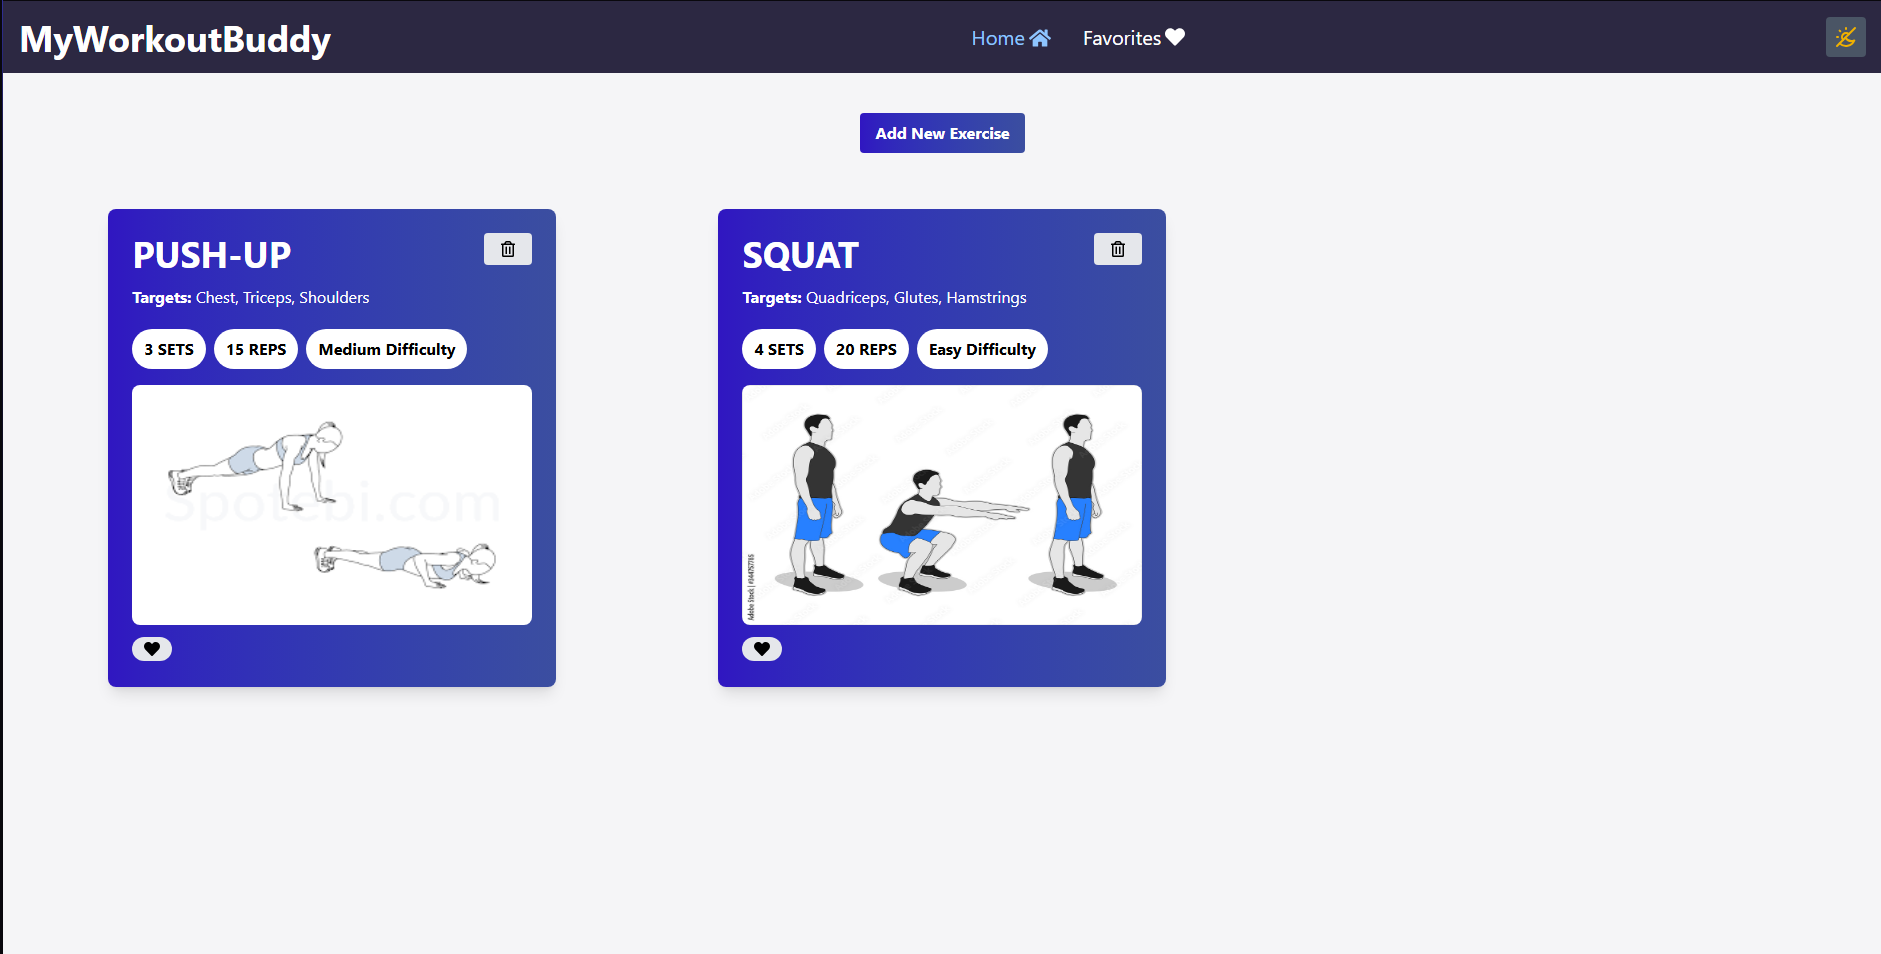 MyWorkoutBuddy
Home
Favorites
Add New Exercise
PUSH-UP
Targets: Chest, Triceps, Shoulders
3 SETS
15 REPS
Medium Difficulty
Spotebi.com
SQUAT
Targets: Quadriceps, Glutes, Hamstrings
4 SETS
20 REPS
Easy Difficulty